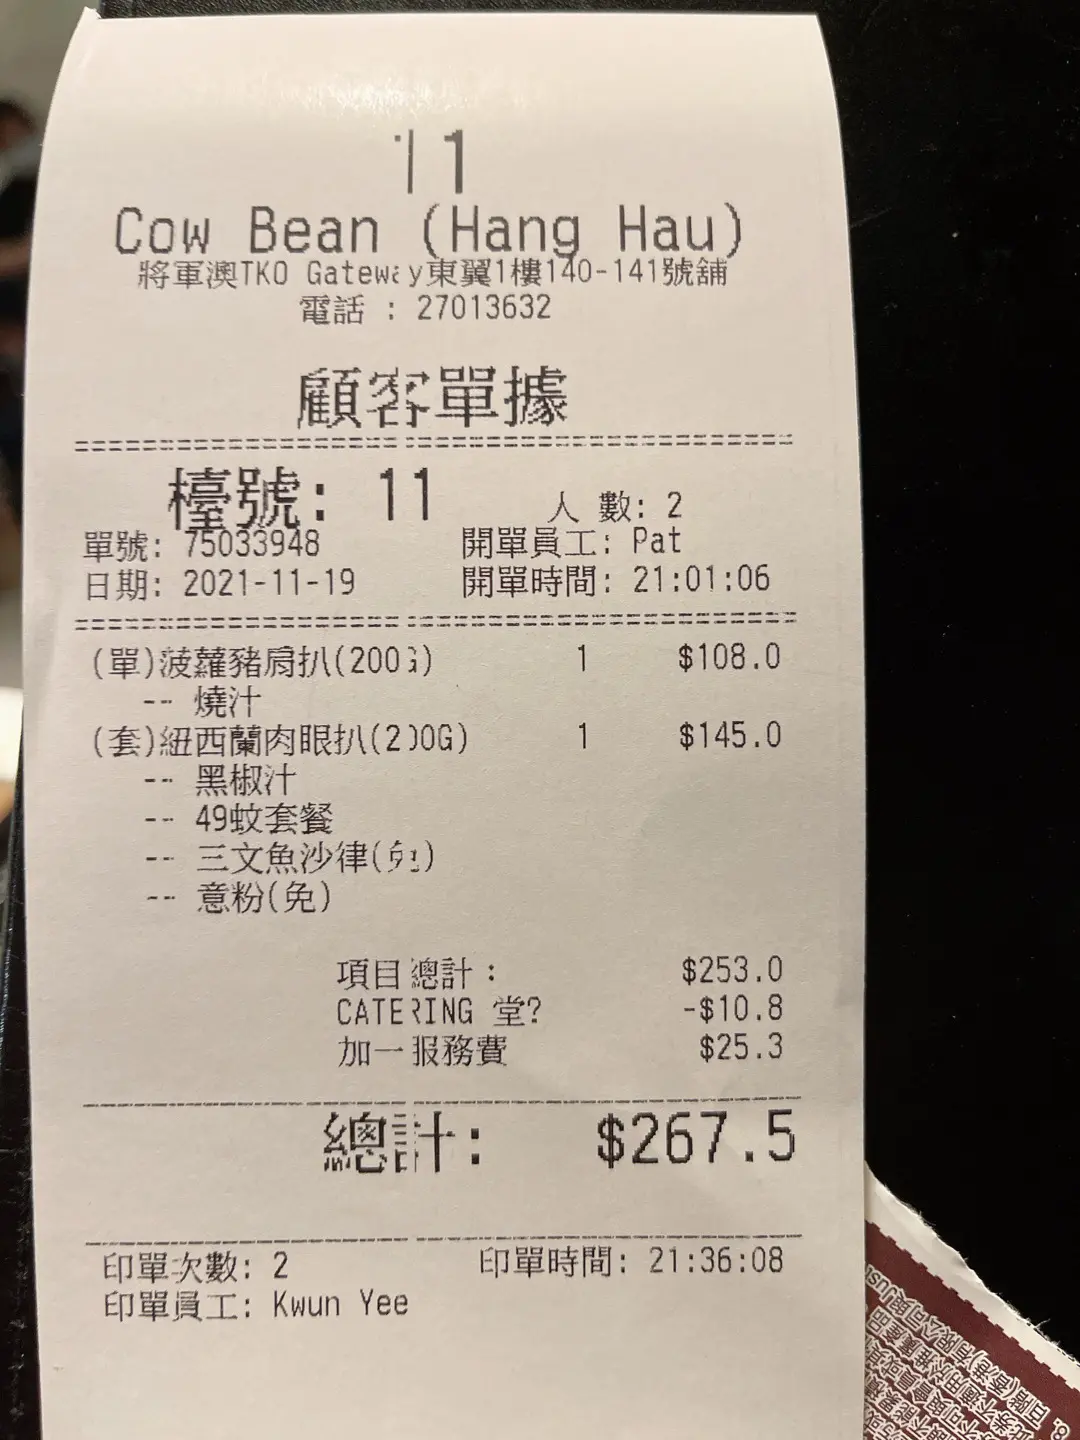 11
Cow Bean (Hang Hau)
將軍澳TKO Gateway東翼1樓140-141號舖
電話 : 27013632
顧客單據
檯號: 11 人 數: 2
單號: 75033948 開單員工: Pat
日期: 2021-11-19 開單時間: 21:01:06
(單)菠蘿豬肩扒(200G) 1 $108.0
-- 燒汁
(套)紐西蘭肉眼扒(200G) 1 $145.0
-- 黑椒汁
-- 49蚊套餐
-- 三文魚沙律(免)
-- 意粉(免)
項目總計 : $253.0
CATERING 堂? -$10.8
加一服務費 $25.3
總計: $267.5
印單次數: 2 印單時間: 21:36:08
印單員工: Kwun Yee